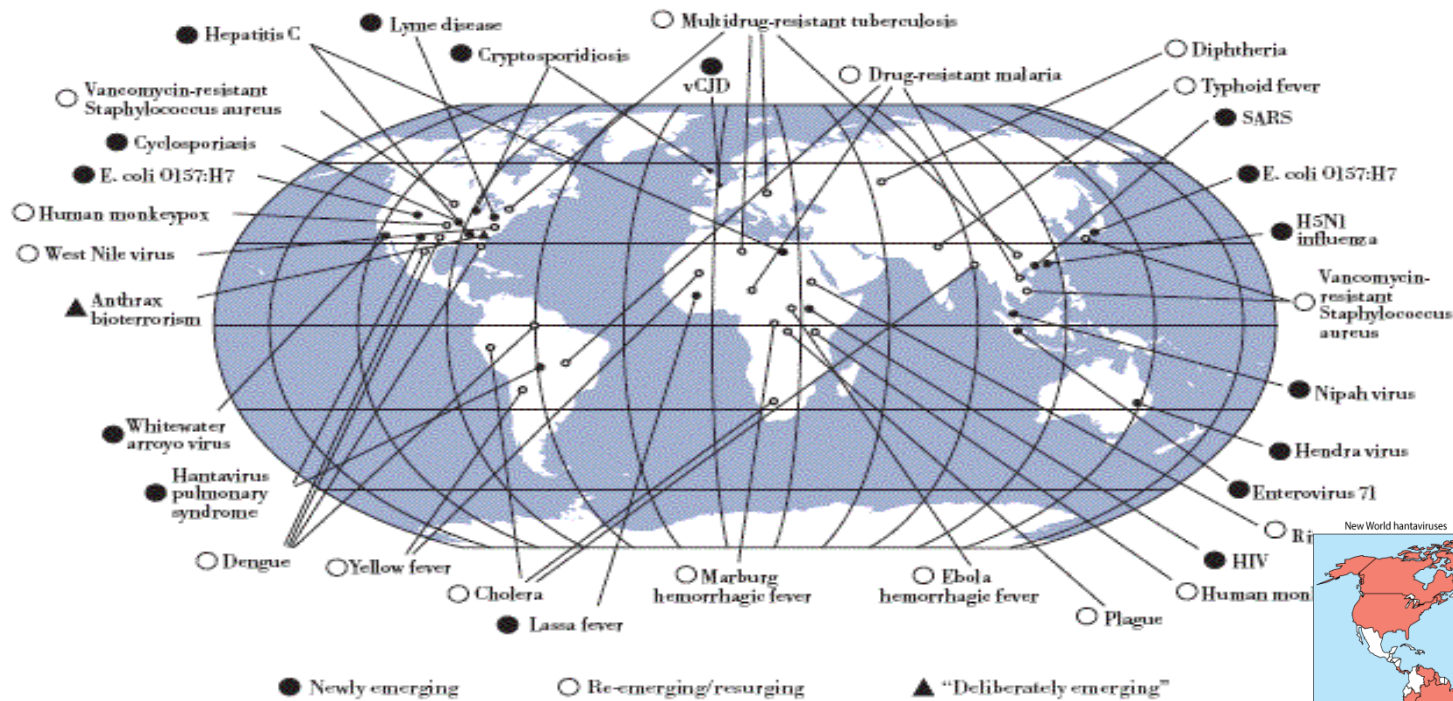 Hepatitis C
Lyme disease
Cryptosporidiosis
Multidrug-resistant tuberculosis
vCJD
Drug-resistant malaria
Diphtheria
Typhoid fever
SARS
Vancomycin-resistant
Staphylococcus aureus
Cyclosporiasis
E. coli O157:H7
Human monkeypox
West Nile virus
Anthrax
bioterrorism
Whitewater
arroyo virus
Hantavirus
pulmonary
syndrome
Dengue
Yellow fever
Cholera
Lassa fever
Marburg
hemorrhagic fever
Ebola
hemorrhagic fever
Plague
E. coli O157:H7
H5N1
influenza
Vancomycin-
resistant
Staphylococcus
aureus
Nipah virus
Hendra virus
Enterovirus 71
HIV
Human
New World hantaviruses
Newly emerging
Re-emerging/resurging
"Deliberately emerging"